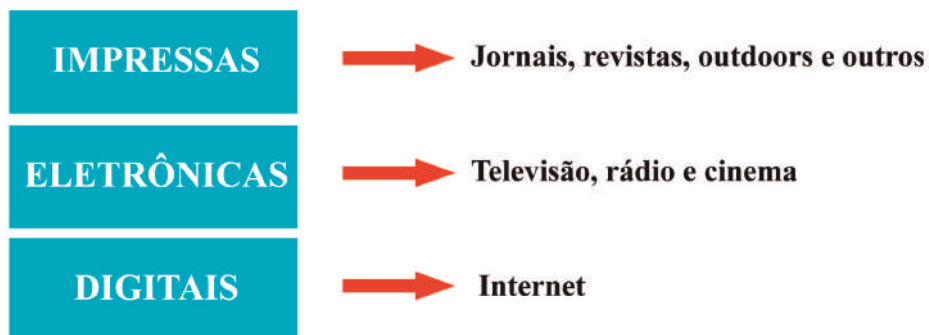 IMPRESSAS
Jornais, revistas, outdoors e outros
ELETRÔNICAS
Televisão, rádio e cinema
DIGITAIS
Internet